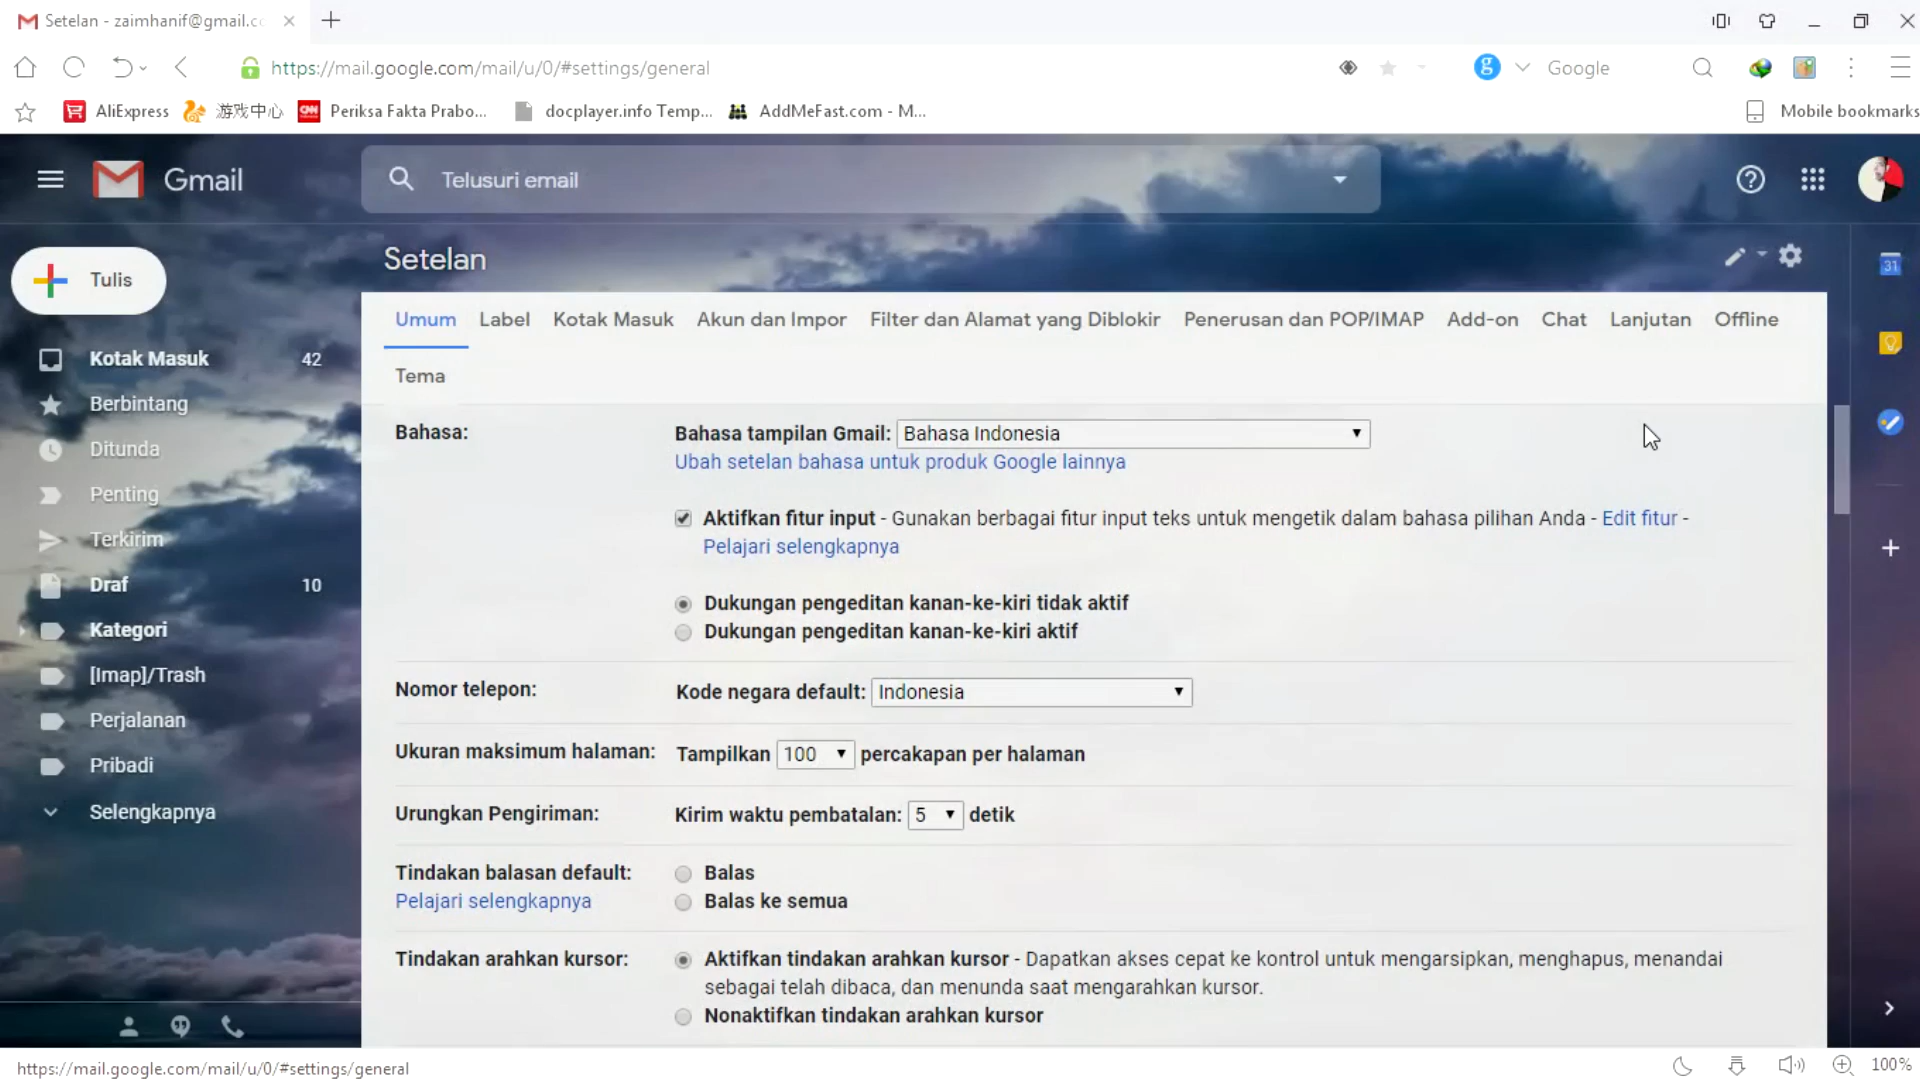 Setelan - zaimhanif@gmail.c
https://mail.google.com/mail/u/0/#settings/general
Google
AliExpress 游戏中心 CNN Periksa Fakta Prabo... docplayer.info Temp... AddMeFast.com - M... Mobile bookmarks
Gmail
Telusuri email
Tulis
Setelan
31
Umum Label Kotak Masuk Akun dan Impor Filter dan Alamat yang Diblokir Penerusan dan POP/IMAP Add-on Chat Lanjutan Offline
Tema
Kotak Masuk 42
Berbintang
Ditunda
Penting
Terkirim
Draf 10
Kategori
[Imap]/Trash
Perjalanan
Pribadi
Selengkapnya
Bahasa:
Bahasa tampilan Gmail: Bahasa Indonesia
Ubah setelan bahasa untuk produk Google lainnya
Aktifkan fitur input - Gunakan berbagai fitur input teks untuk mengetik dalam bahasa pilihan Anda - Edit fitur -
Pelajari selengkapnya
Dukungan pengeditan kanan-ke-kiri tidak aktif
Dukungan pengeditan kanan-ke-kiri aktif
Nomor telepon: Kode negara default: Indonesia
Ukuran maksimum halaman: Tampilkan 100 percakapan per halaman
Urungkan Pengiriman: Kirim waktu pembatalan: 5 detik
Tindakan balasan default: Balas
Pelajari selengkapnya Balas ke semua
Tindakan arahkan kursor: Aktifkan tindakan arahkan kursor - Dapatkan akses cepat ke kontrol untuk mengarsipkan, menghapus, menandai
sebagai telah dibaca, dan menunda saat mengarahkan kursor.
Nonaktifkan tindakan arahkan kursor
https://mail.google.com/mail/u/0/#settings/general
100%